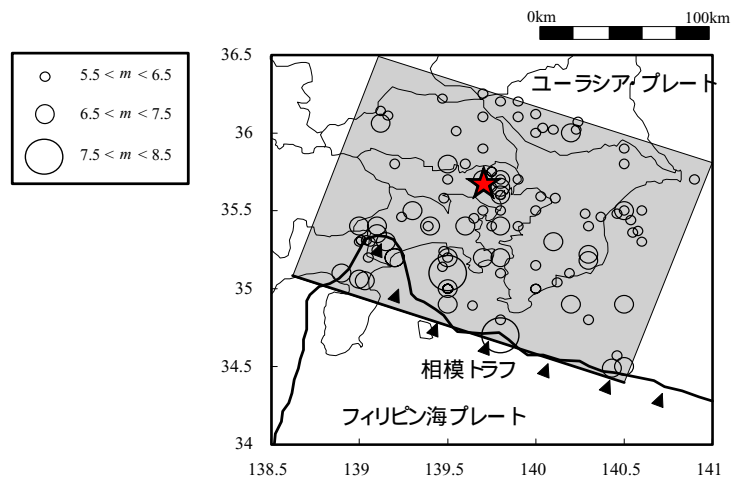 0km 100km
5.5 < m < 6.5
6.5 < m < 7.5
7.5 < m < 8.5
36.5
ユーラシア・プレート
36
35.5
35
34.5
相模トラフ
フィリピン海プレート
34
138.5 139 139.5 140 140.5 141